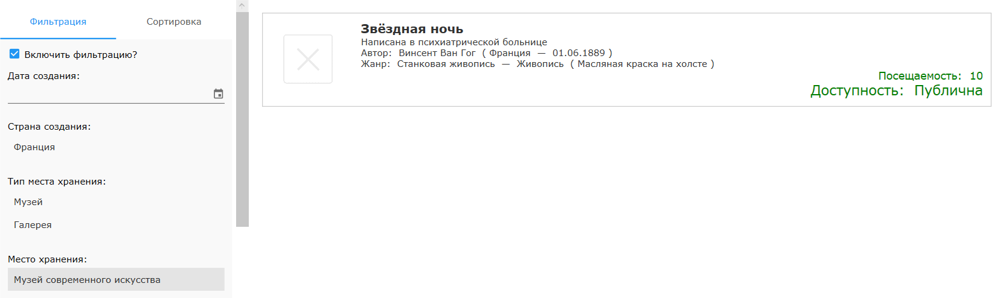 Фильтрация
Сортировка
Включить фильтрацию?
Дата создания:
Страна создания:
Франция
Тип места хранения:
Музей
Галерея
Место хранения:
Музей современного искусства
Звёздная ночь
Написана в психиатрической больнице
Автор: Винсент Ван Гог ( Франция — 01.06.1889 )
Жанр: Станковая живопись — Живопись ( Масляная краска на холсте )
Посещаемость: 10
Доступность: Публична